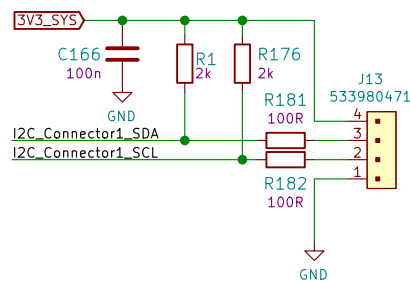 3V3_SYS
C166
100n
R1
2k
R176
2k
GND
J13
533980471
R181
100R
I2C_Connector1_SDA
I2C_Connector1_SCL
4
3
2
1
R182
100R
GND